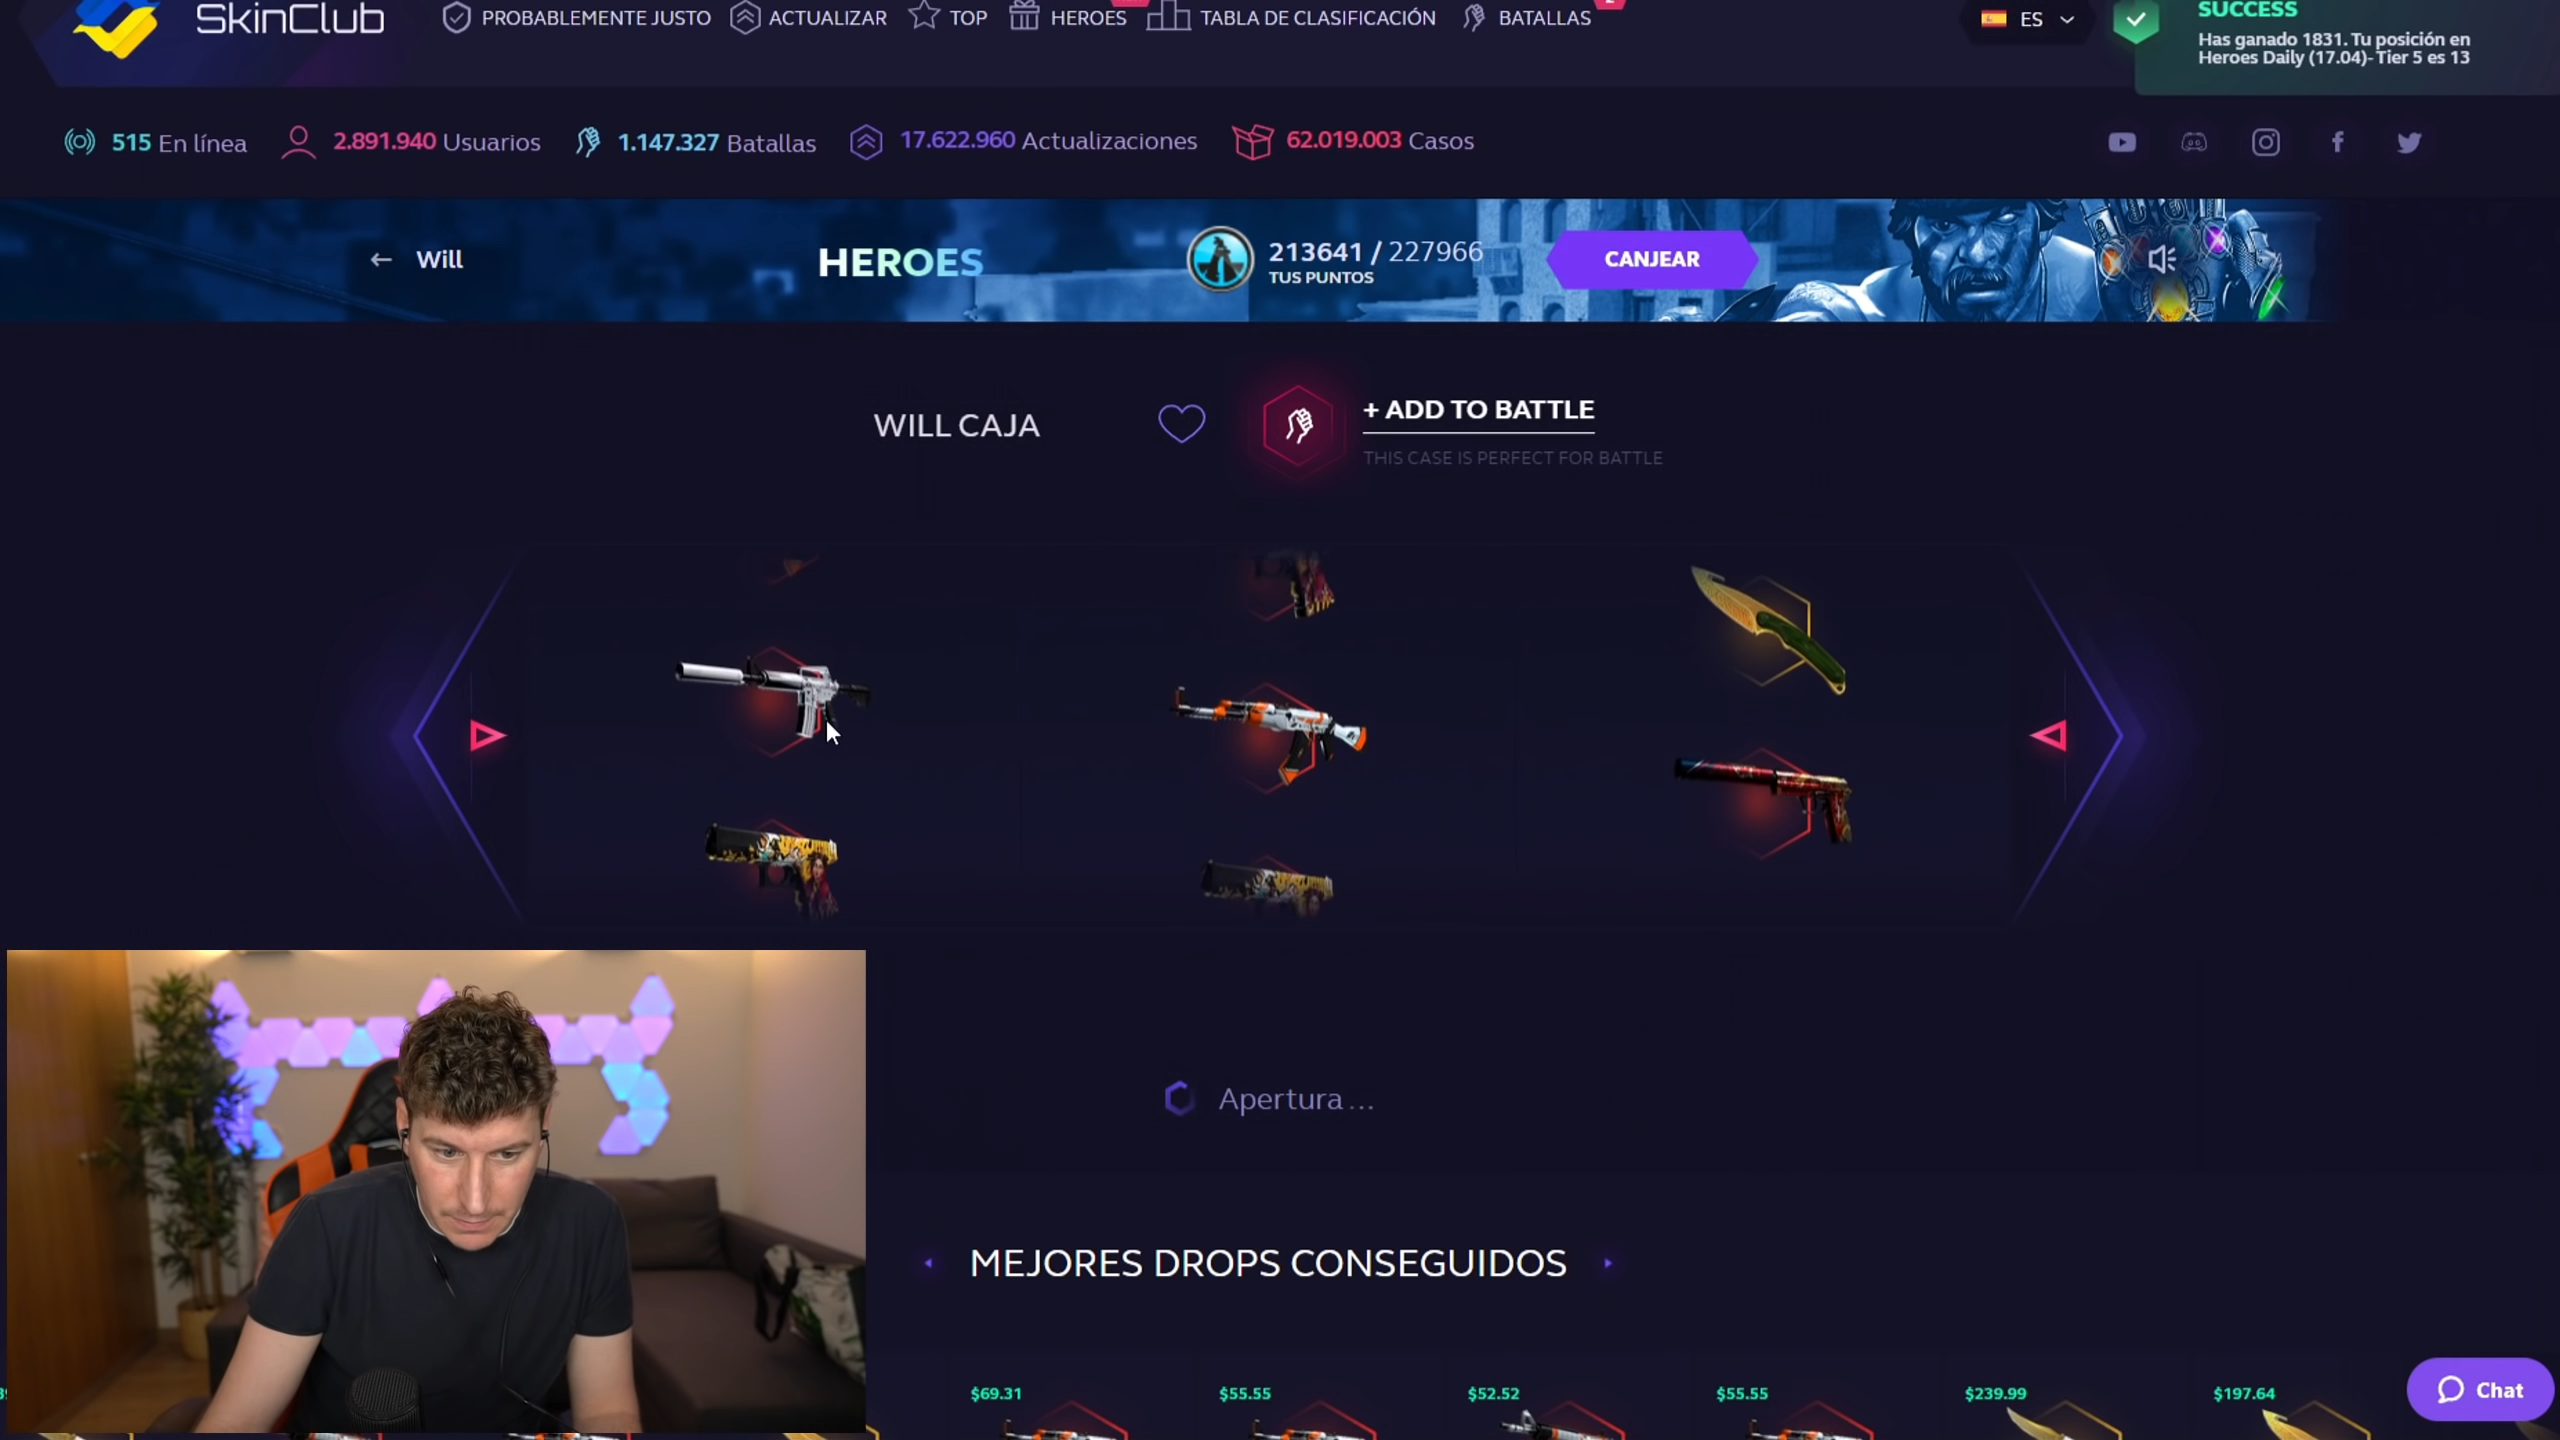 SkinClub
PROBABLEMENTE JUSTO
ACTUALIZAR
TOP
HEROES
TABLA DE CLASIFICACIÓN
BATALLAS
ES
SUCCESS
Has ganado 1831. Tu posición en
Heroes Daily (17.04)- Tier 5 es 13
515 En línea
2.891.940 Usuarios
1.147.327 Batallas
17.622.960 Actualizaciones
62.019.003 Casos
← Will
HEROES
213641 / 227966
TUS PUNTOS
CANJEAR
WILL CAJA
+ ADD TO BATTLE
THIS CASE IS PERFECT FOR BATTLE
Apertura ...
MEJORES DROPS CONSEGUIDOS
$69.31
$55.55
$52.52
$55.55
$239.99
$197.64
Chat